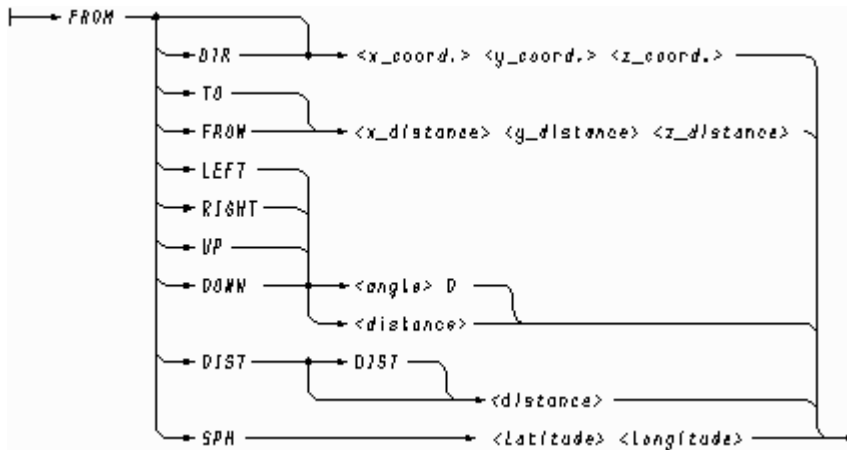 FROM
DIR <x_coord.> <y_coord.> <z_coord.>
TO
FROM <x_distance> <y_distance> <z_distance>
LEFT
RIGHT
UP
DOWN <angle> D
<distance>
DIST DIST
<distance>
SPH <latitude> <longitude>